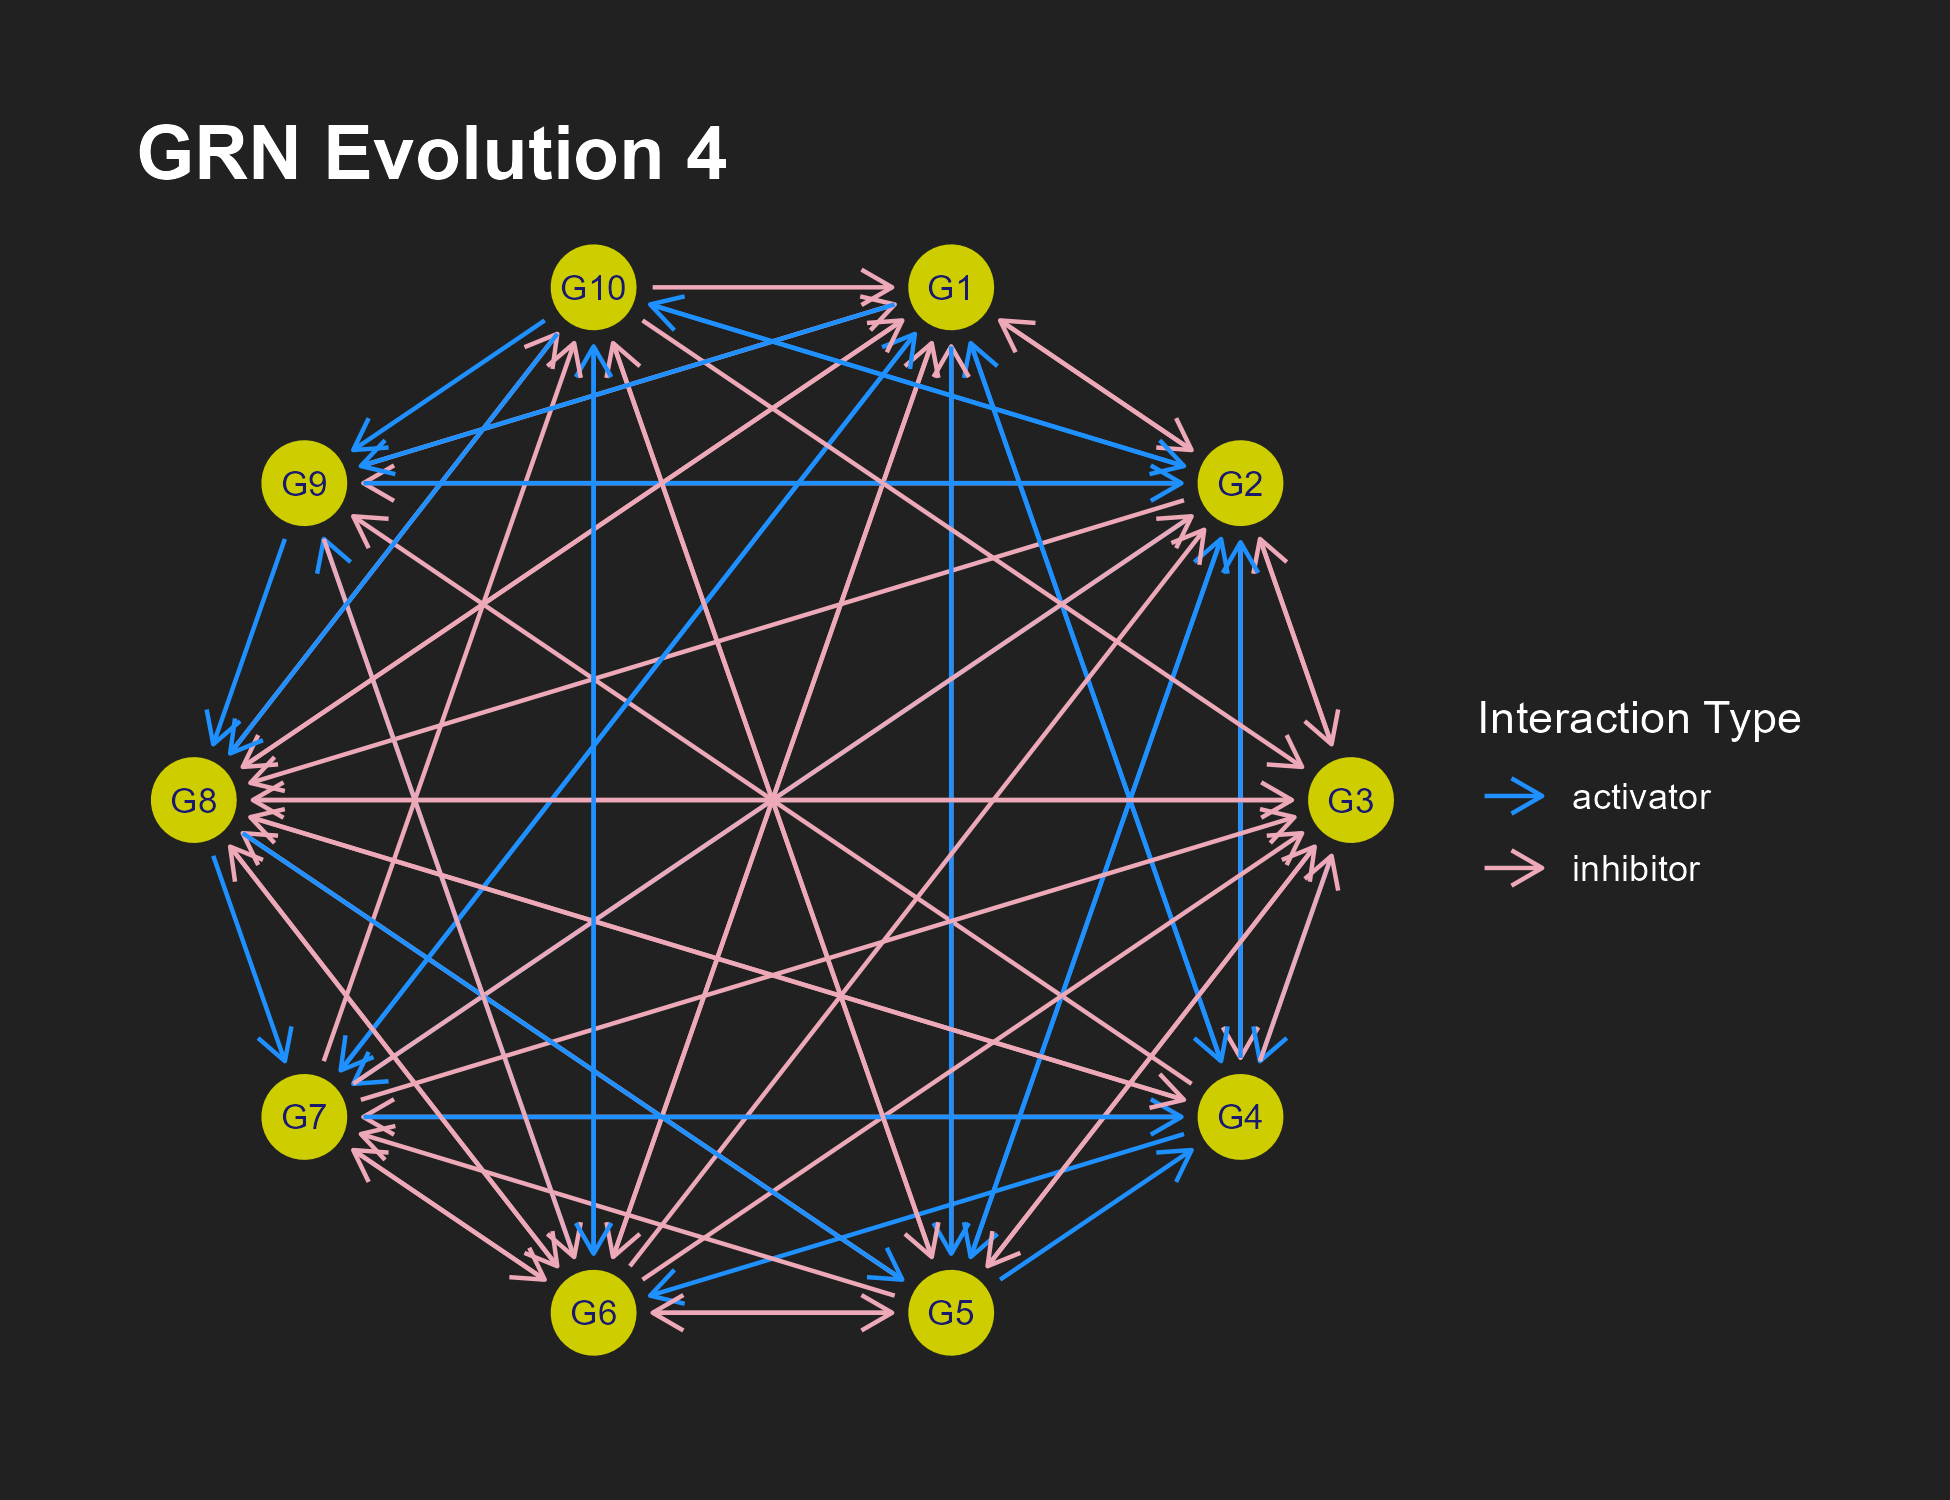 GRN Evolution 4
G10
G1
G9
G2
Interaction Type
G8
G3
activator
inhibitor
G7
G4
G6
G5